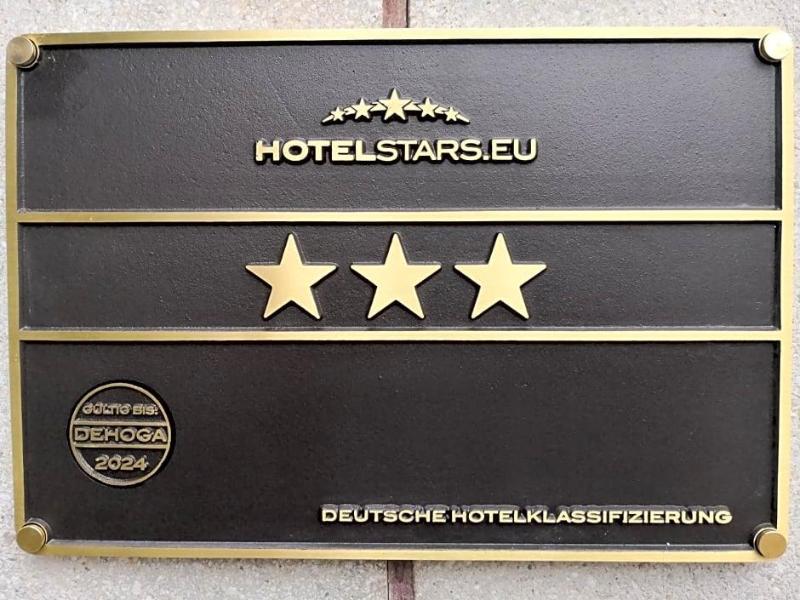 HOTELSTARS.EU
GÜLTIG BIS:
DEHOGA
2024
DEUTSCHE HOTELKLASSIFIZIERUNG